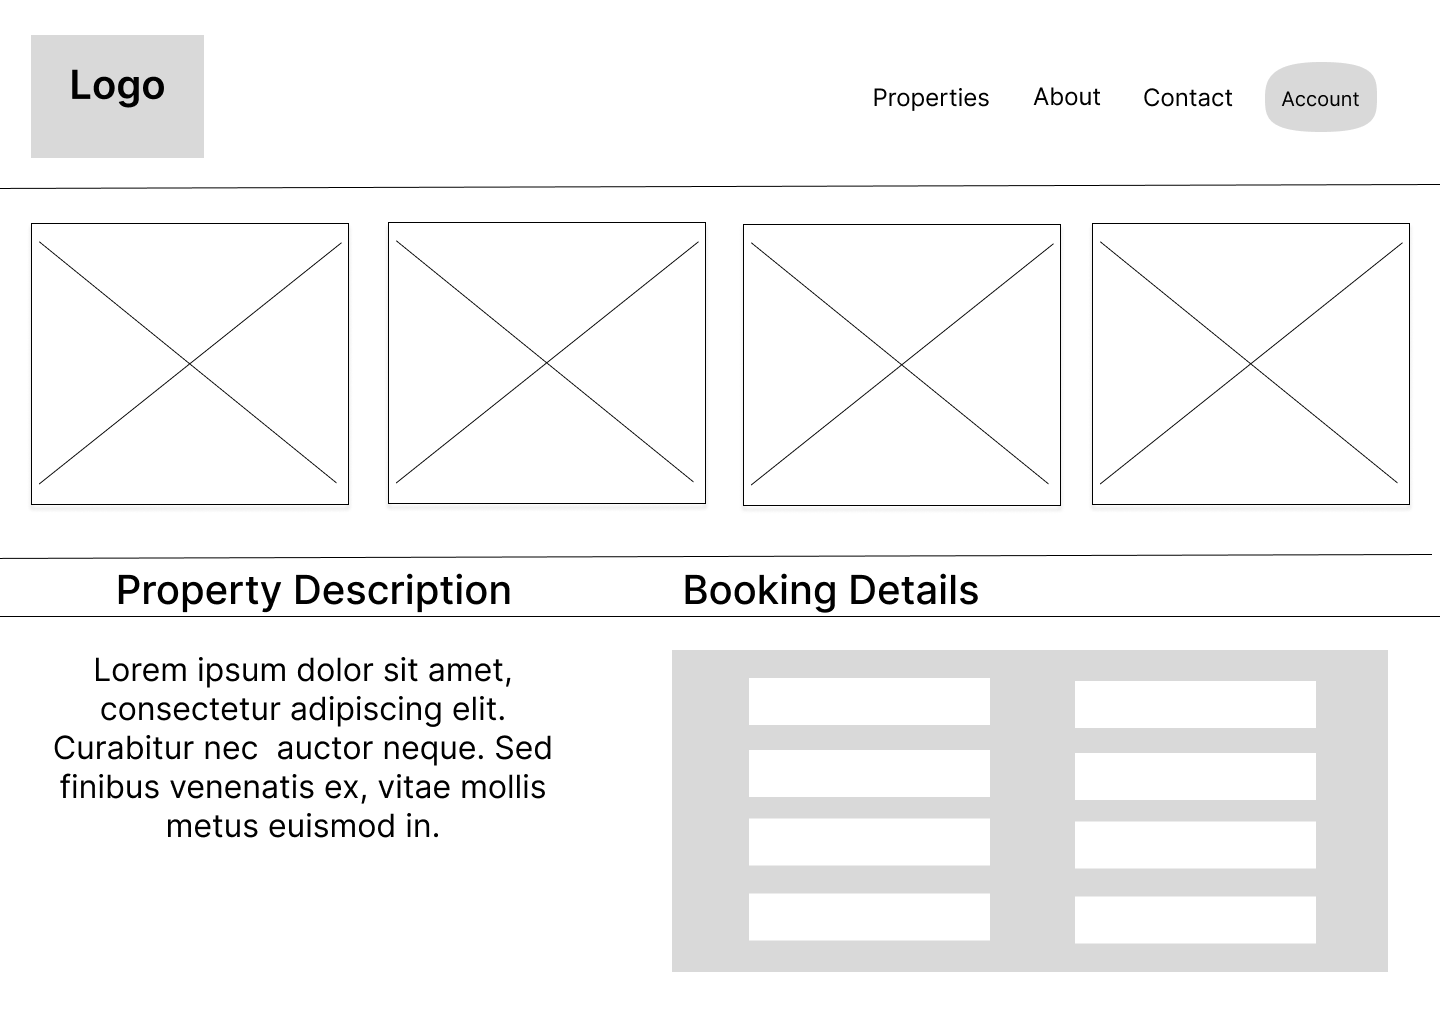 Logo
Properties About Contact Account
Property Description Booking Details
Lorem ipsum dolor sit amet,
consectetur adipiscing elit.
Curabitur nec  auctor neque. Sed
finibus venenatis ex, vitae mollis
metus euismod in.